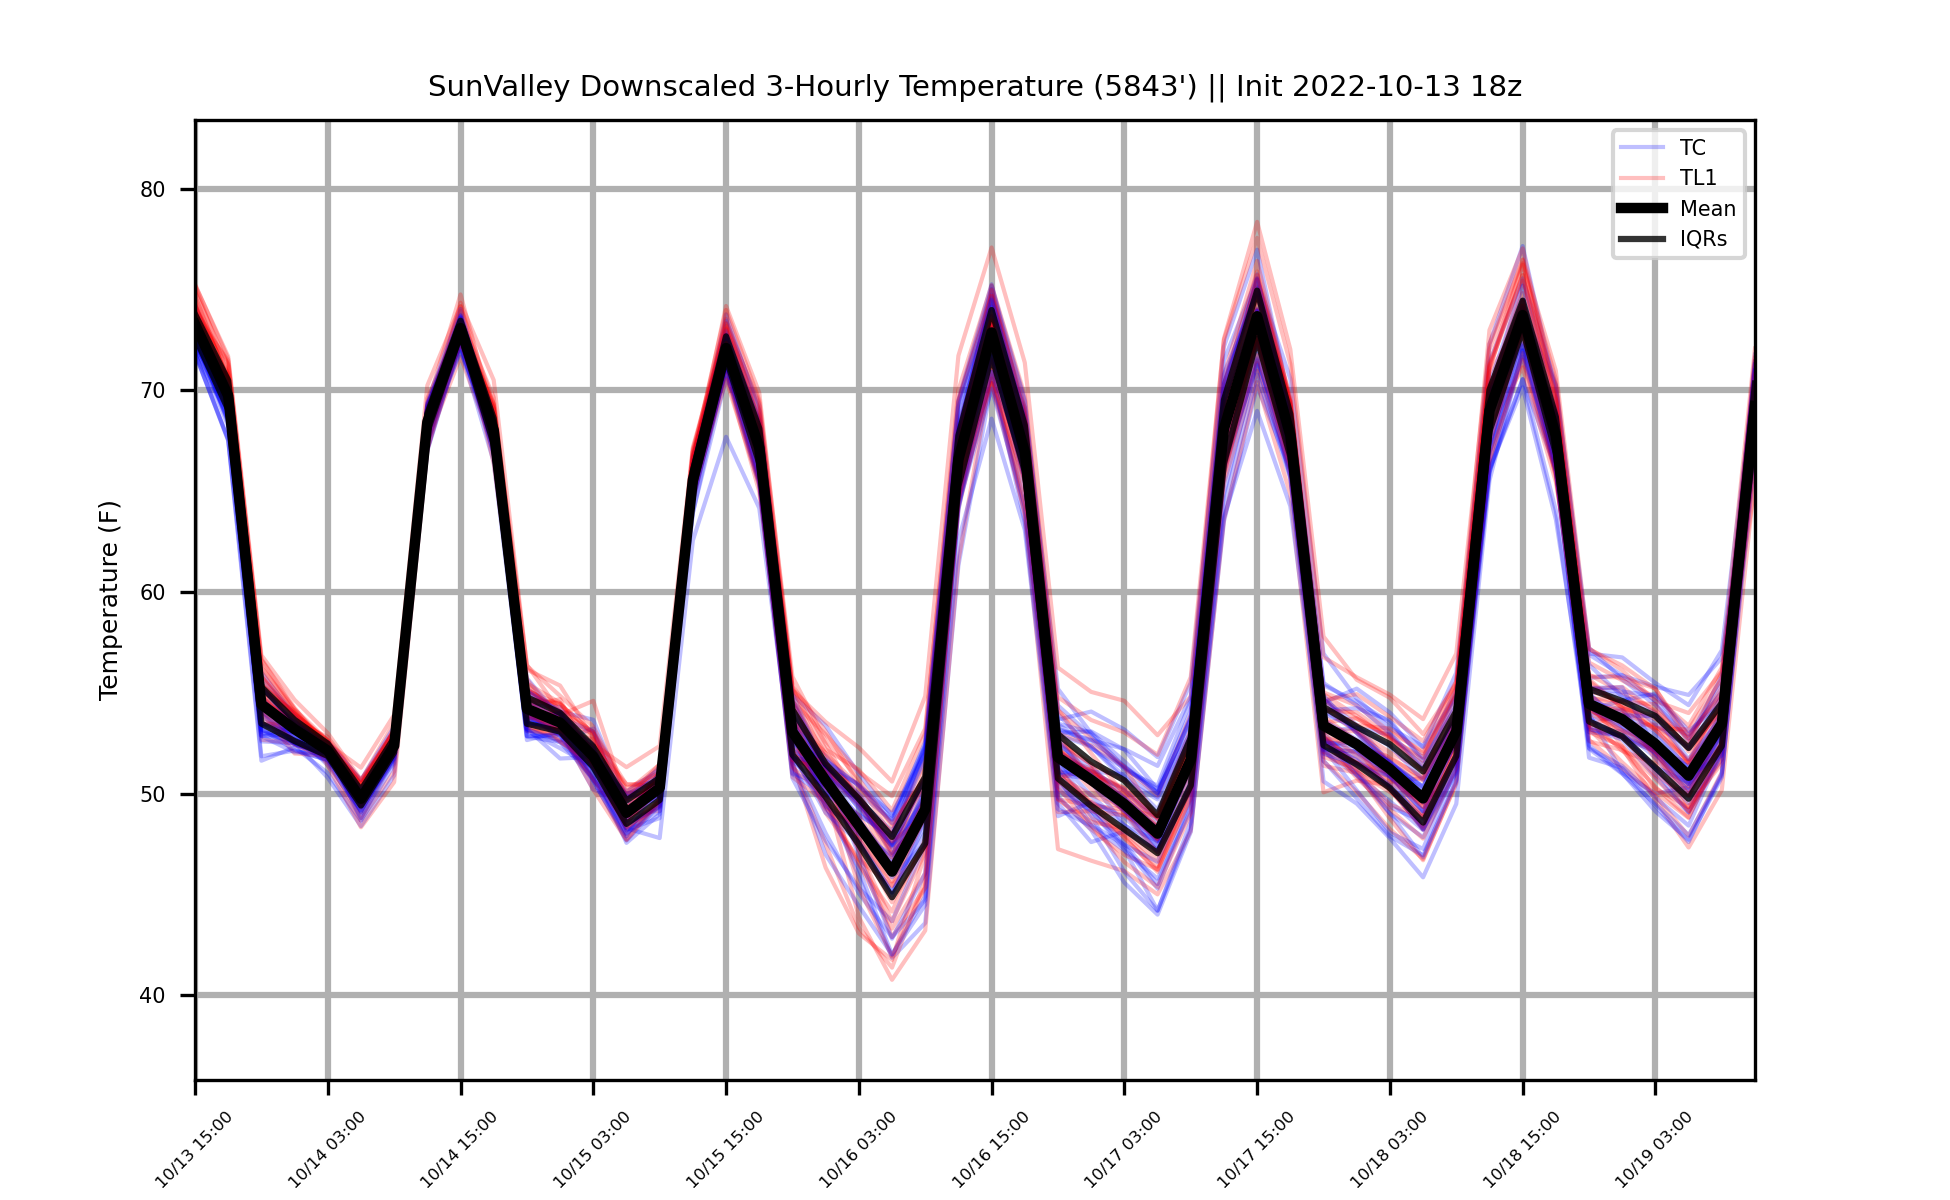 SunValley Downscaled 3-Hourly Temperature (5843') || Init 2022-10-13 18z
TC
TL1
Mean
IQRs
Temperature (F)
80
70
60
50
40
10/13 15:00
10/14 03:00
10/14 15:00
10/15 03:00
10/15 15:00
10/16 03:00
10/16 15:00
10/17 03:00
10/17 15:00
10/18 03:00
10/18 15:00
10/19 03:00